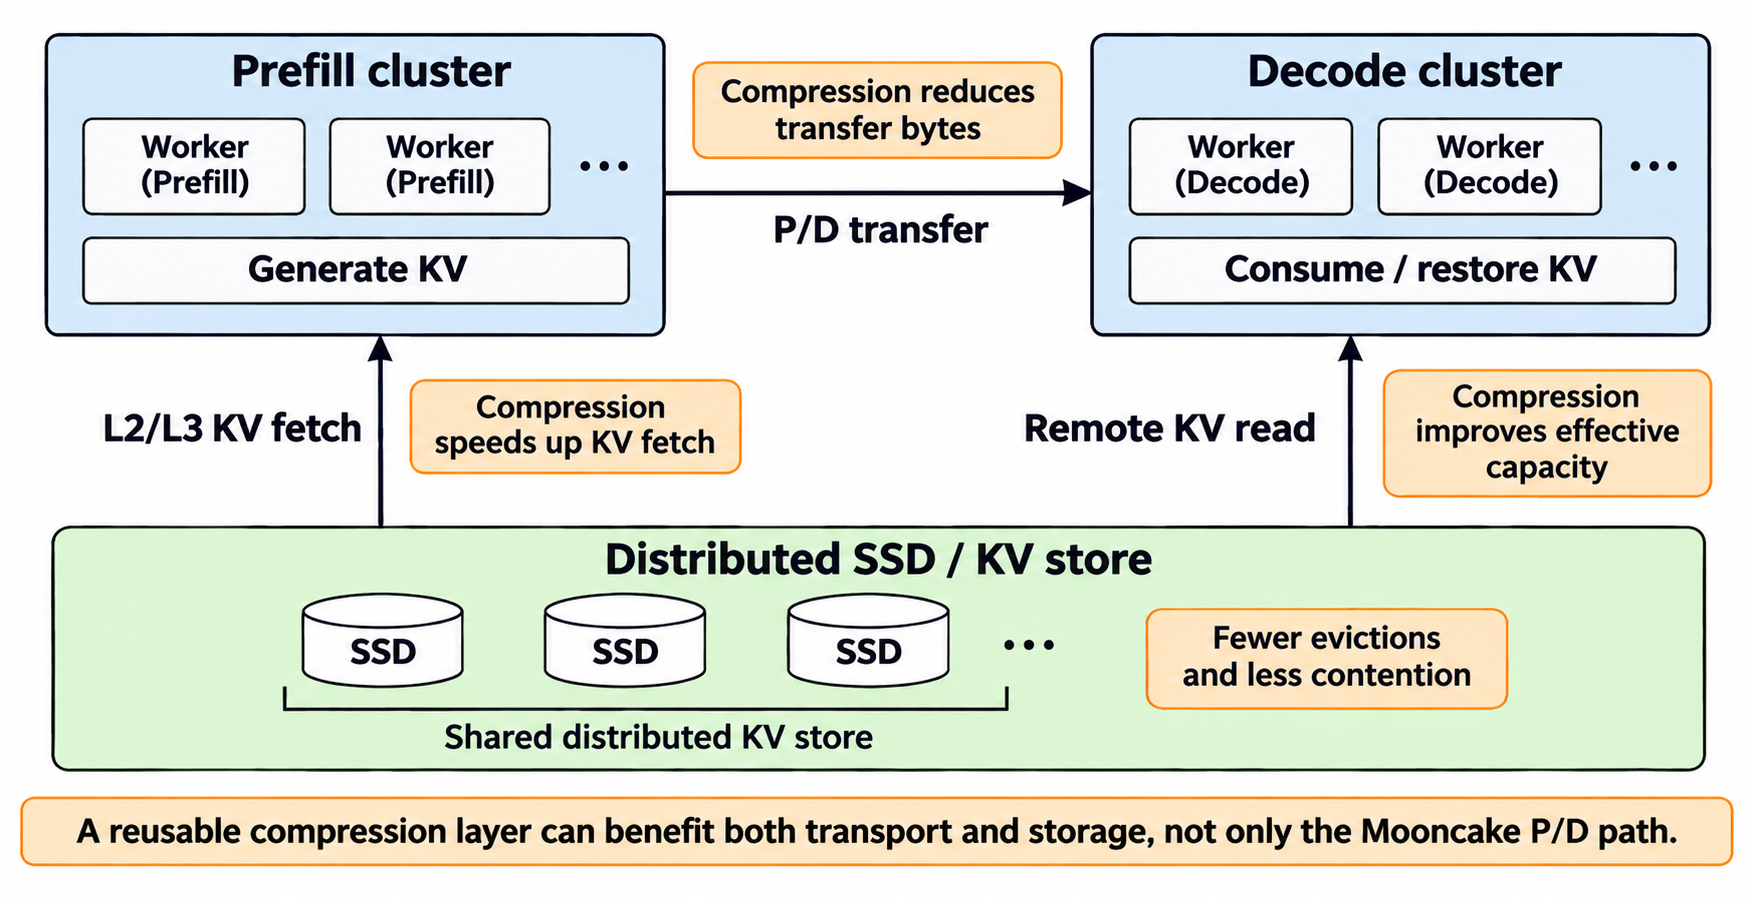 Prefill cluster
Worker
(Prefill)
Worker
(Prefill)
...
Generate KV
Compression reduces
transfer bytes
P/D transfer
Decode cluster
Worker
(Decode)
Worker
(Decode)
...
Consume / restore KV
L2/L3 KV fetch
Compression
speeds up KV fetch
Remote KV read
Compression
improves effective
capacity
Distributed SSD / KV store
SSD
SSD
SSD
...
Shared distributed KV store
Fewer evictions
and less contention
A reusable compression layer can benefit both transport and storage, not only the Mooncake P/D path.